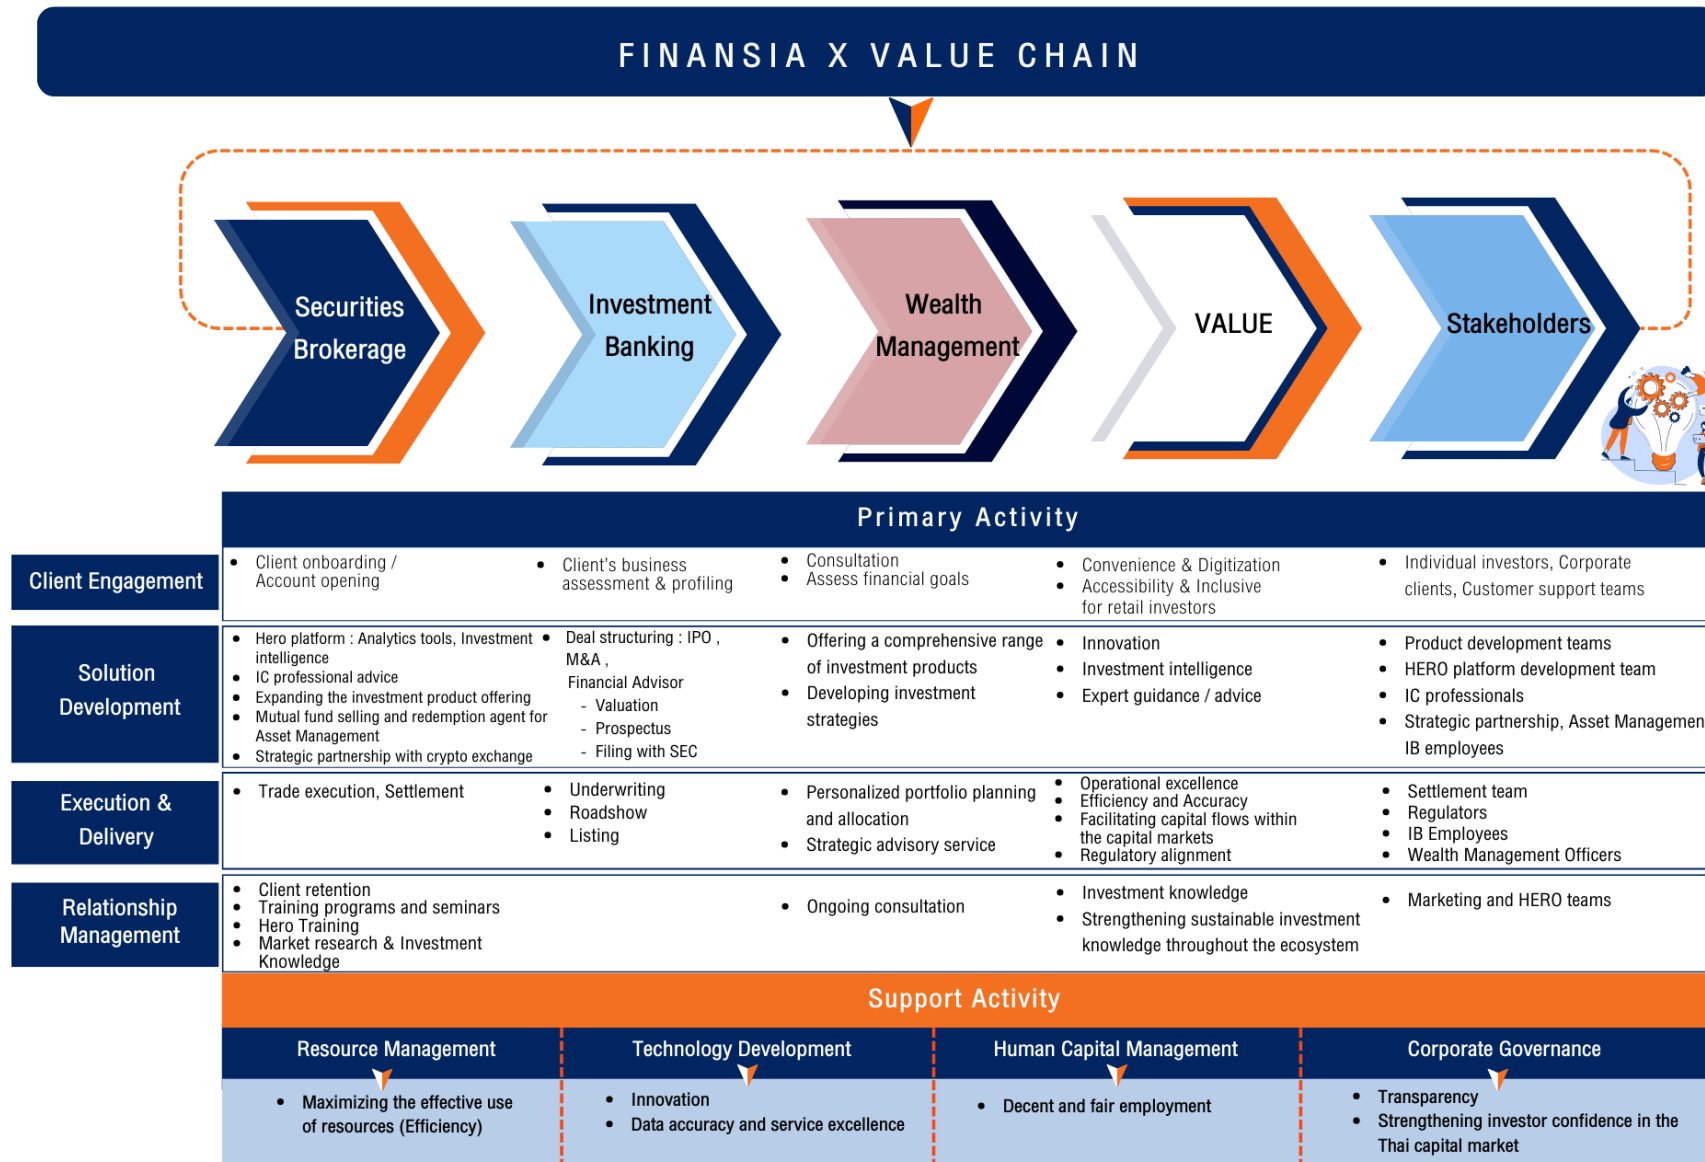 FINANSIA X VALUE CHAIN
Securities
Brokerage
Investment
Banking
Wealth
Management
VALUE
Stakeholders
Primary Activity
Client Engagement
• Client onboarding /
Account opening
• Client's business
assessment & profiling
• Consultation
• Assess financial goals
• Convenience & Digitization
• Accessibility & Inclusive
for retail investors
• Individual investors, Corporate
clients, Customer support teams
Solution
Development
• Hero platform : Analytics tools, Investment
intelligence
• IC professional advice
• Expanding the investment product offering
• Mutual fund selling and redemption agent for
Asset Management
• Strategic partnership with crypto exchange
• Deal structuring : IPO ,
M&A ,
Financial Advisor
- Valuation
- Prospectus
- Filing with SEC
• Offering a comprehensive range
of investment products
• Developing investment
strategies
• Innovation
• Investment intelligence
• Expert guidance / advice
• Product development teams
• HERO platform development team
• IC professionals
• Strategic partnership, Asset Managemen
IB employees
Execution &
Delivery
• Trade execution, Settlement
• Underwriting
• Roadshow
• Listing
• Personalized portfolio planning
and allocation
• Strategic advisory service
• Operational excellence
• Efficiency and Accuracy
• Facilitating capital flows within
the capital markets
• Regulatory alignment
• Settlement team
• Regulators
• IB Employees
• Wealth Management Officers
Relationship
Management
• Client retention
• Training programs and seminars
• Hero Training
• Market research & Investment
Knowledge
• Ongoing consultation
• Investment knowledge
• Strengthening sustainable investment
knowledge throughout the ecosystem
• Marketing and HERO teams
Support Activity
Resource Management
• Maximizing the effective use
of resources (Efficiency)
Technology Development
• Innovation
• Data accuracy and service excellence
Human Capital Management
• Decent and fair employment
Corporate Governance
• Transparency
• Strengthening investor confidence in the
Thai capital market